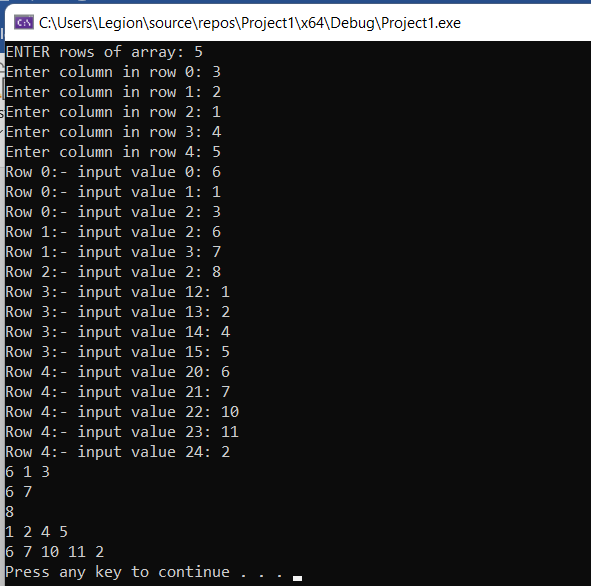 C:\Users\Legion\source\repos\Project1\x64\Debug\Project1.exe
ENTER rows of array: 5
Enter column in row 0: 3
Enter column in row 1: 2
Enter column in row 2: 1
Enter column in row 3: 4
Enter column in row 4: 5
Row 0:- input value 0: 6
Row 0:- input value 1: 1
Row 0:- input value 2: 3
Row 1:- input value 2: 6
Row 1:- input value 3: 7
Row 2:- input value 2: 8
Row 3:- input value 12: 1
Row 3:- input value 13: 2
Row 3:- input value 14: 4
Row 3:- input value 15: 5
Row 4:- input value 20: 6
Row 4:- input value 21: 7
Row 4:- input value 22: 10
Row 4:- input value 23: 11
Row 4:- input value 24: 2
6 1 3
6 7
8
1 2 4 5
6 7 10 11 2
Press any key to continue . . .